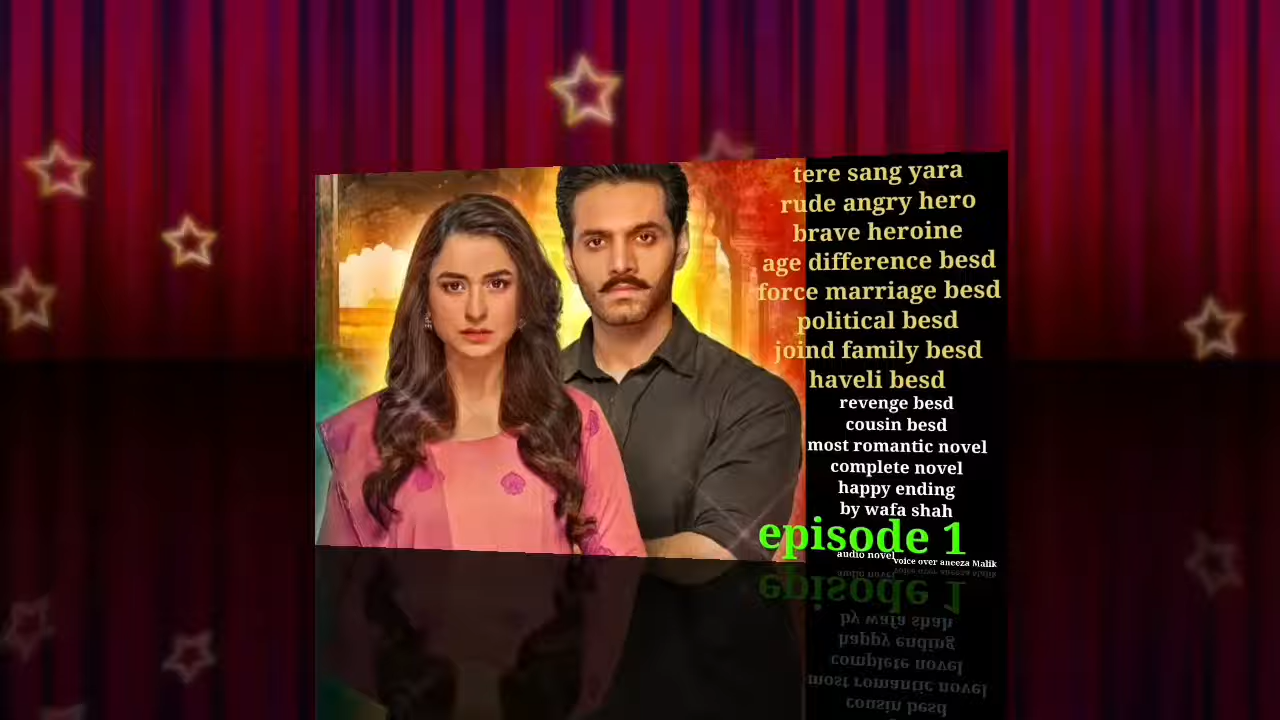 tere sang yara
rude angry hero
brave heroine
age difference besd
force marriage besd
political besd
joind family besd
haveli besd
revenge besd
cousin besd
most romantic novel
complete novel
happy ending
by wafa shah
episode 1
audio novel
voice over aneeza Malik